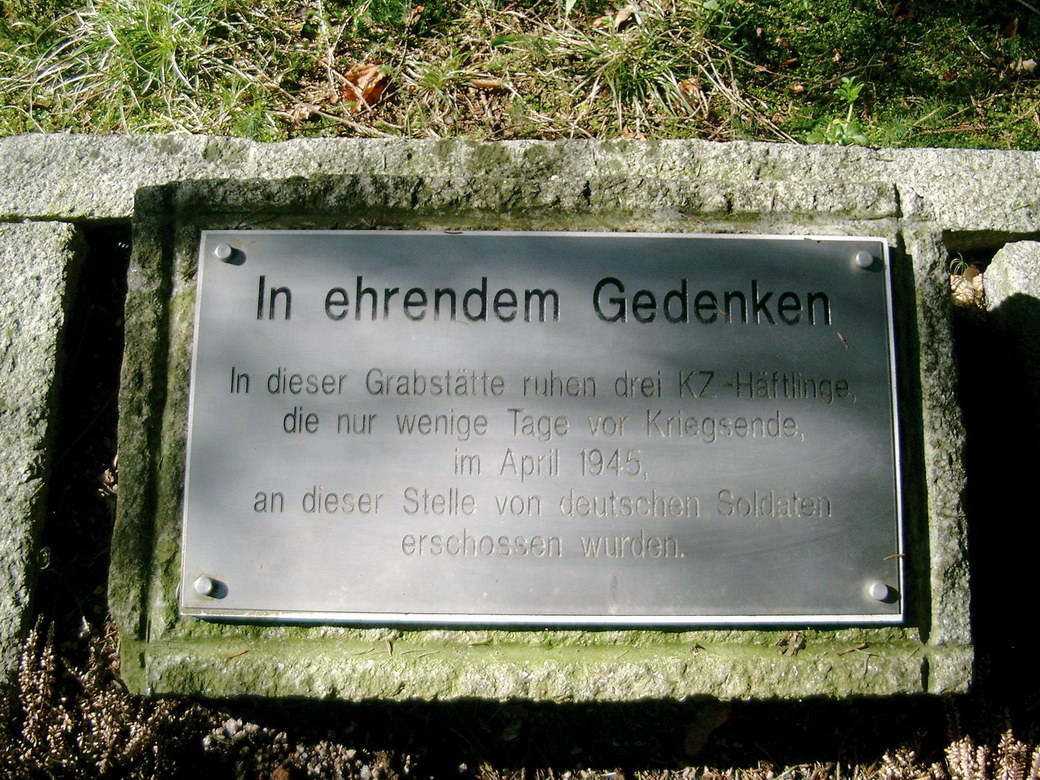 In ehrendem Gedenken
In dieser Grabstätte ruhen drei KZ-Häftlinge,
die nur wenige Tage vor Kriegsende,
im April 1945,
an dieser Stelle von deutschen Soldaten
erschossen wurden.